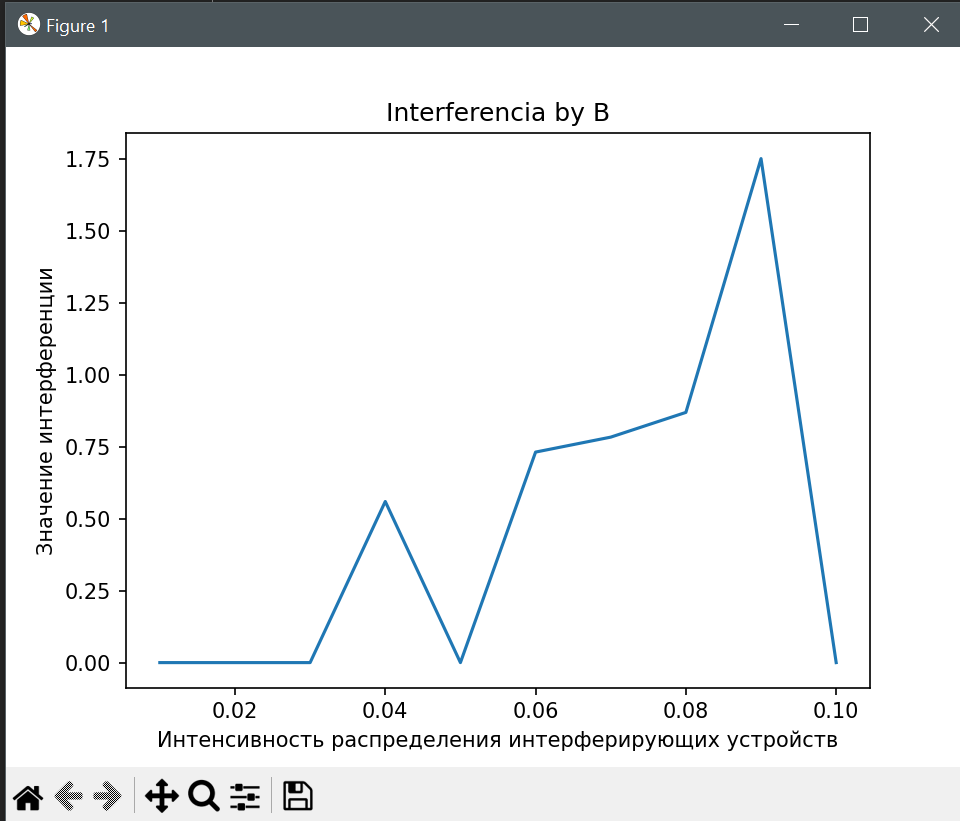 Figure 1
Interferencia by B
1.75
1.50
1.25
1.00
0.75
0.50
0.25
0.00
Значение интерференции
0.02 0.04 0.06 0.08 0.10
Интенсивность распределения интерферирующих устройств